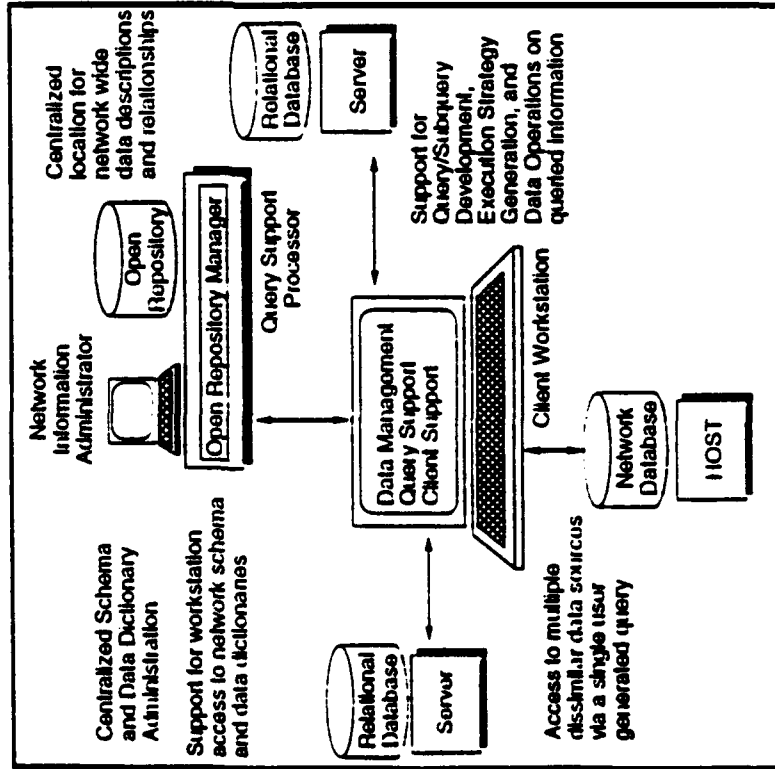 Centralized Schema
and Data Dictionary
Administration
Network
Information
Administrator
Open
Repository
Centralized
location for
network wide
data descriptions
and relationships
Support for workstation
access to network schema
and data dictionaries
Open Repository Manager
Query Support
Processor
Relational
Database
Server
Relational
Database
Server
Data Management
Query Support
Client Support
Client Workstation
Support for
Query/Subquery
Development,
Execution Strategy
Generation, and
Data Operations on
queried information
Access to multiple
dissimilar data sources
via a single user
generated query
Network
Database
HOST